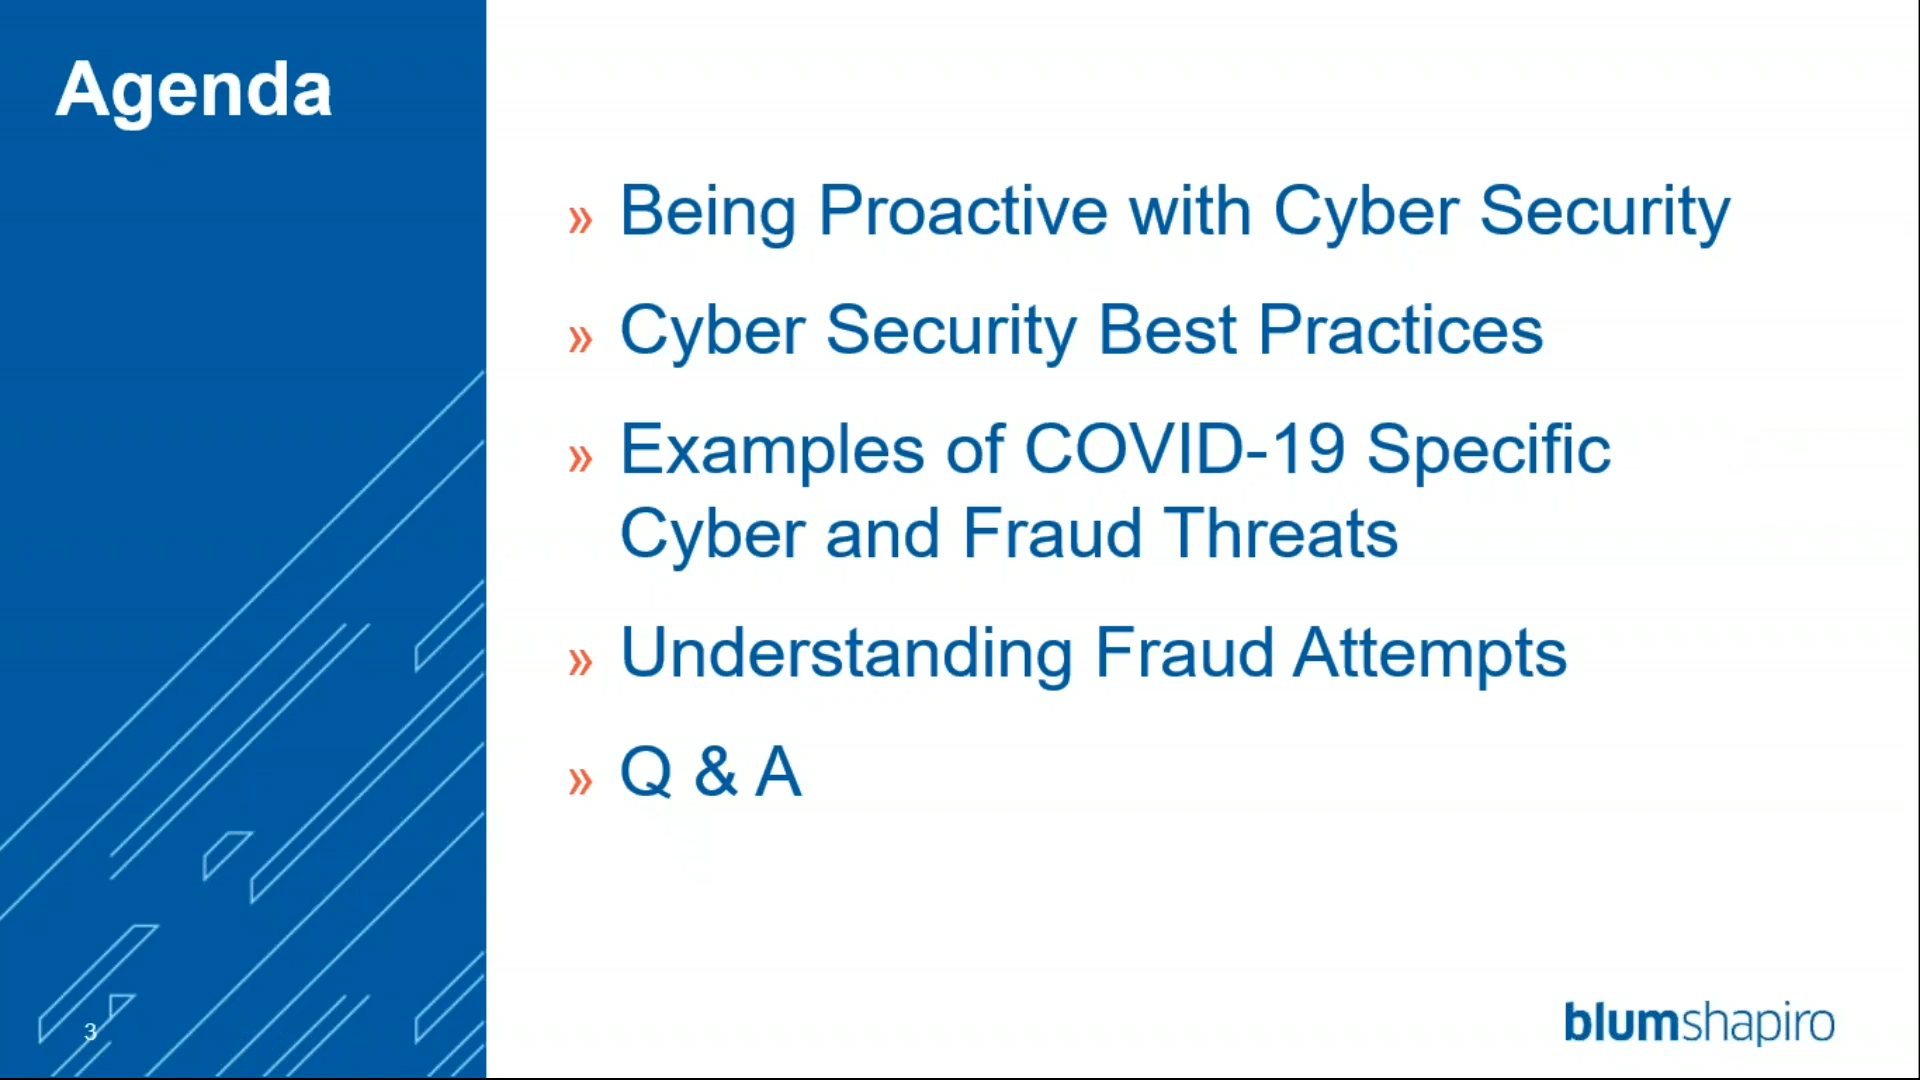 Agenda
» Being Proactive with Cyber Security
» Cyber Security Best Practices
» Examples of COVID-19 Specific
Cyber and Fraud Threats
» Understanding Fraud Attempts
» Q & A
3
blumshapiro